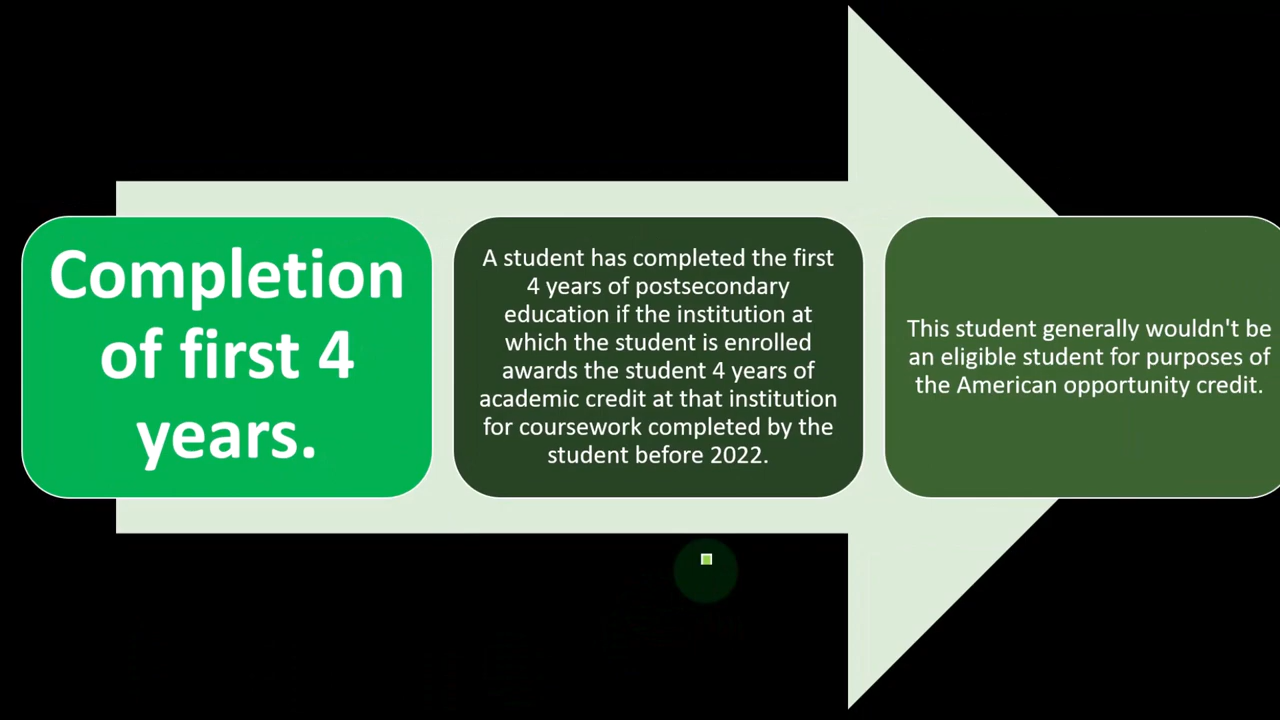 Completion
of first 4
years.
A student has completed the first
4 years of postsecondary
education if the institution at
which the student is enrolled
awards the student 4 years of
academic credit at that institution
for coursework completed by the
student before 2022.
This student generally wouldn't be
an eligible student for purposes of
the American opportunity credit.